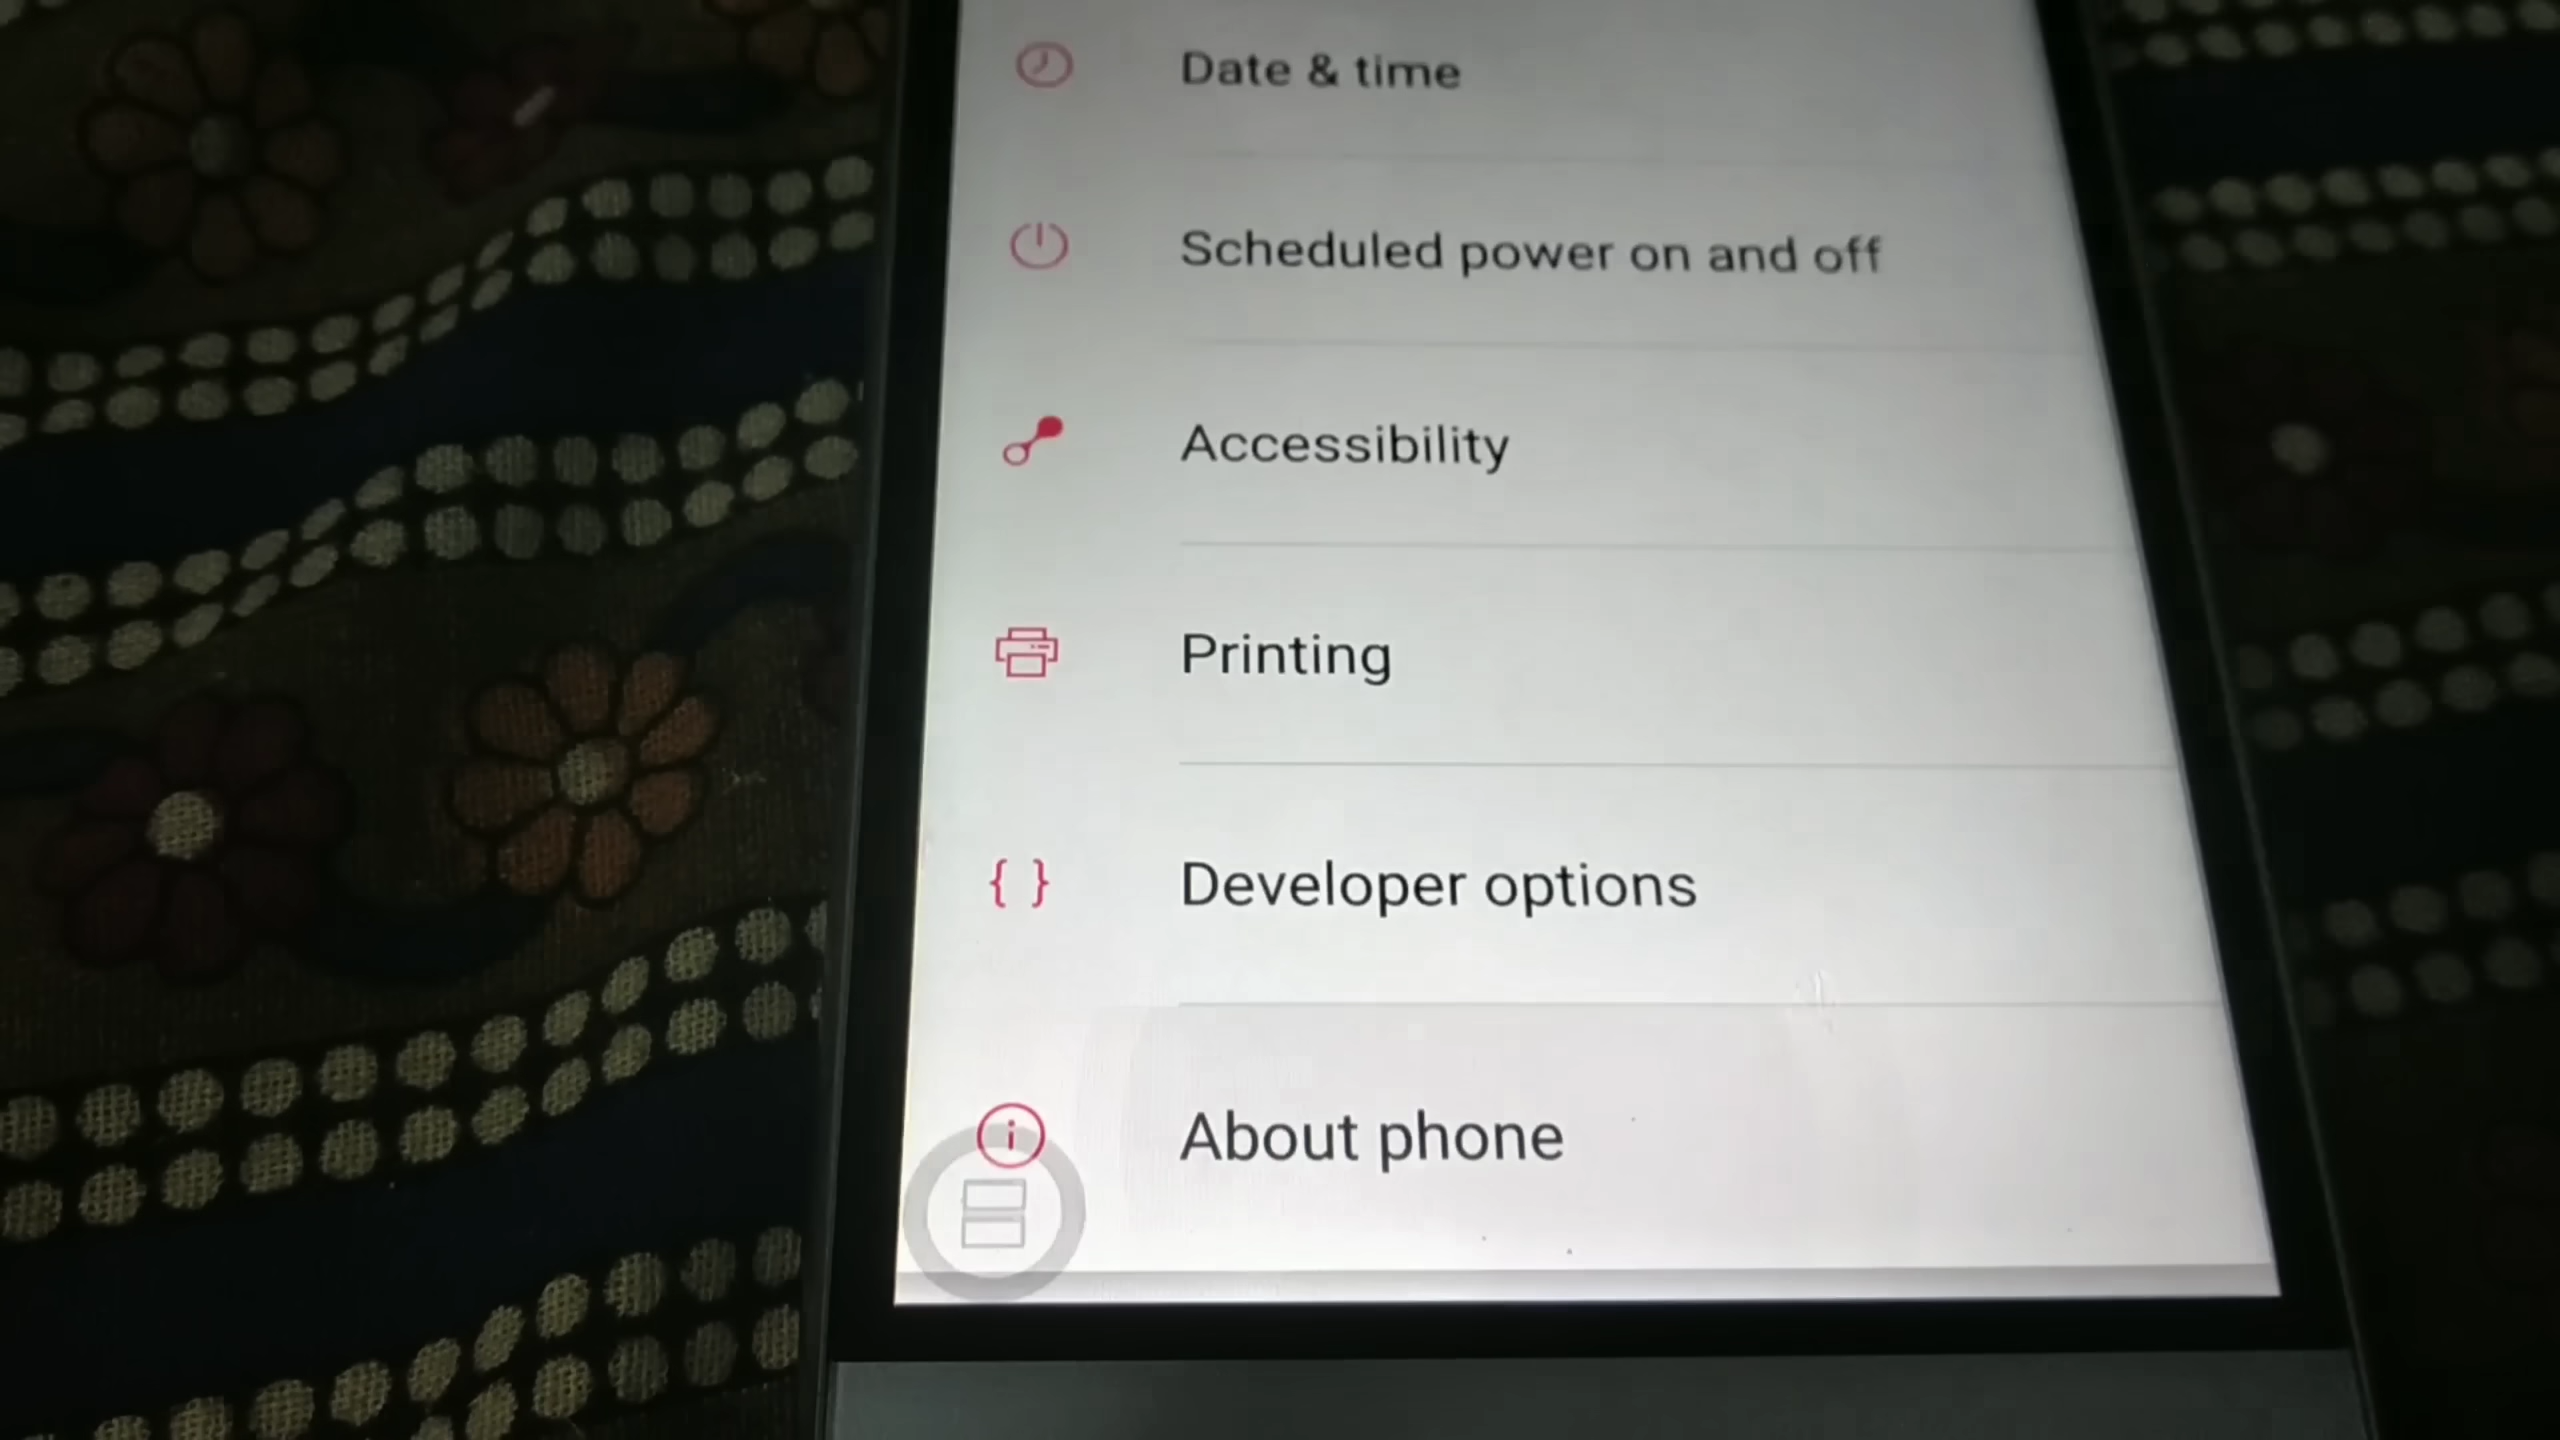 Date & time
Scheduled power on and off
Accessibility
Printing
Developer options
About phone